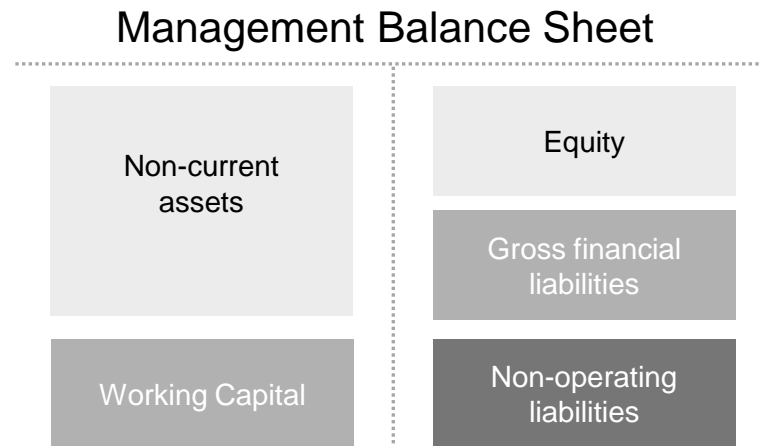 Management Balance Sheet
Non-current
assets
Working Capital
Equity
Gross financial
liabilities
Non-operating
liabilities